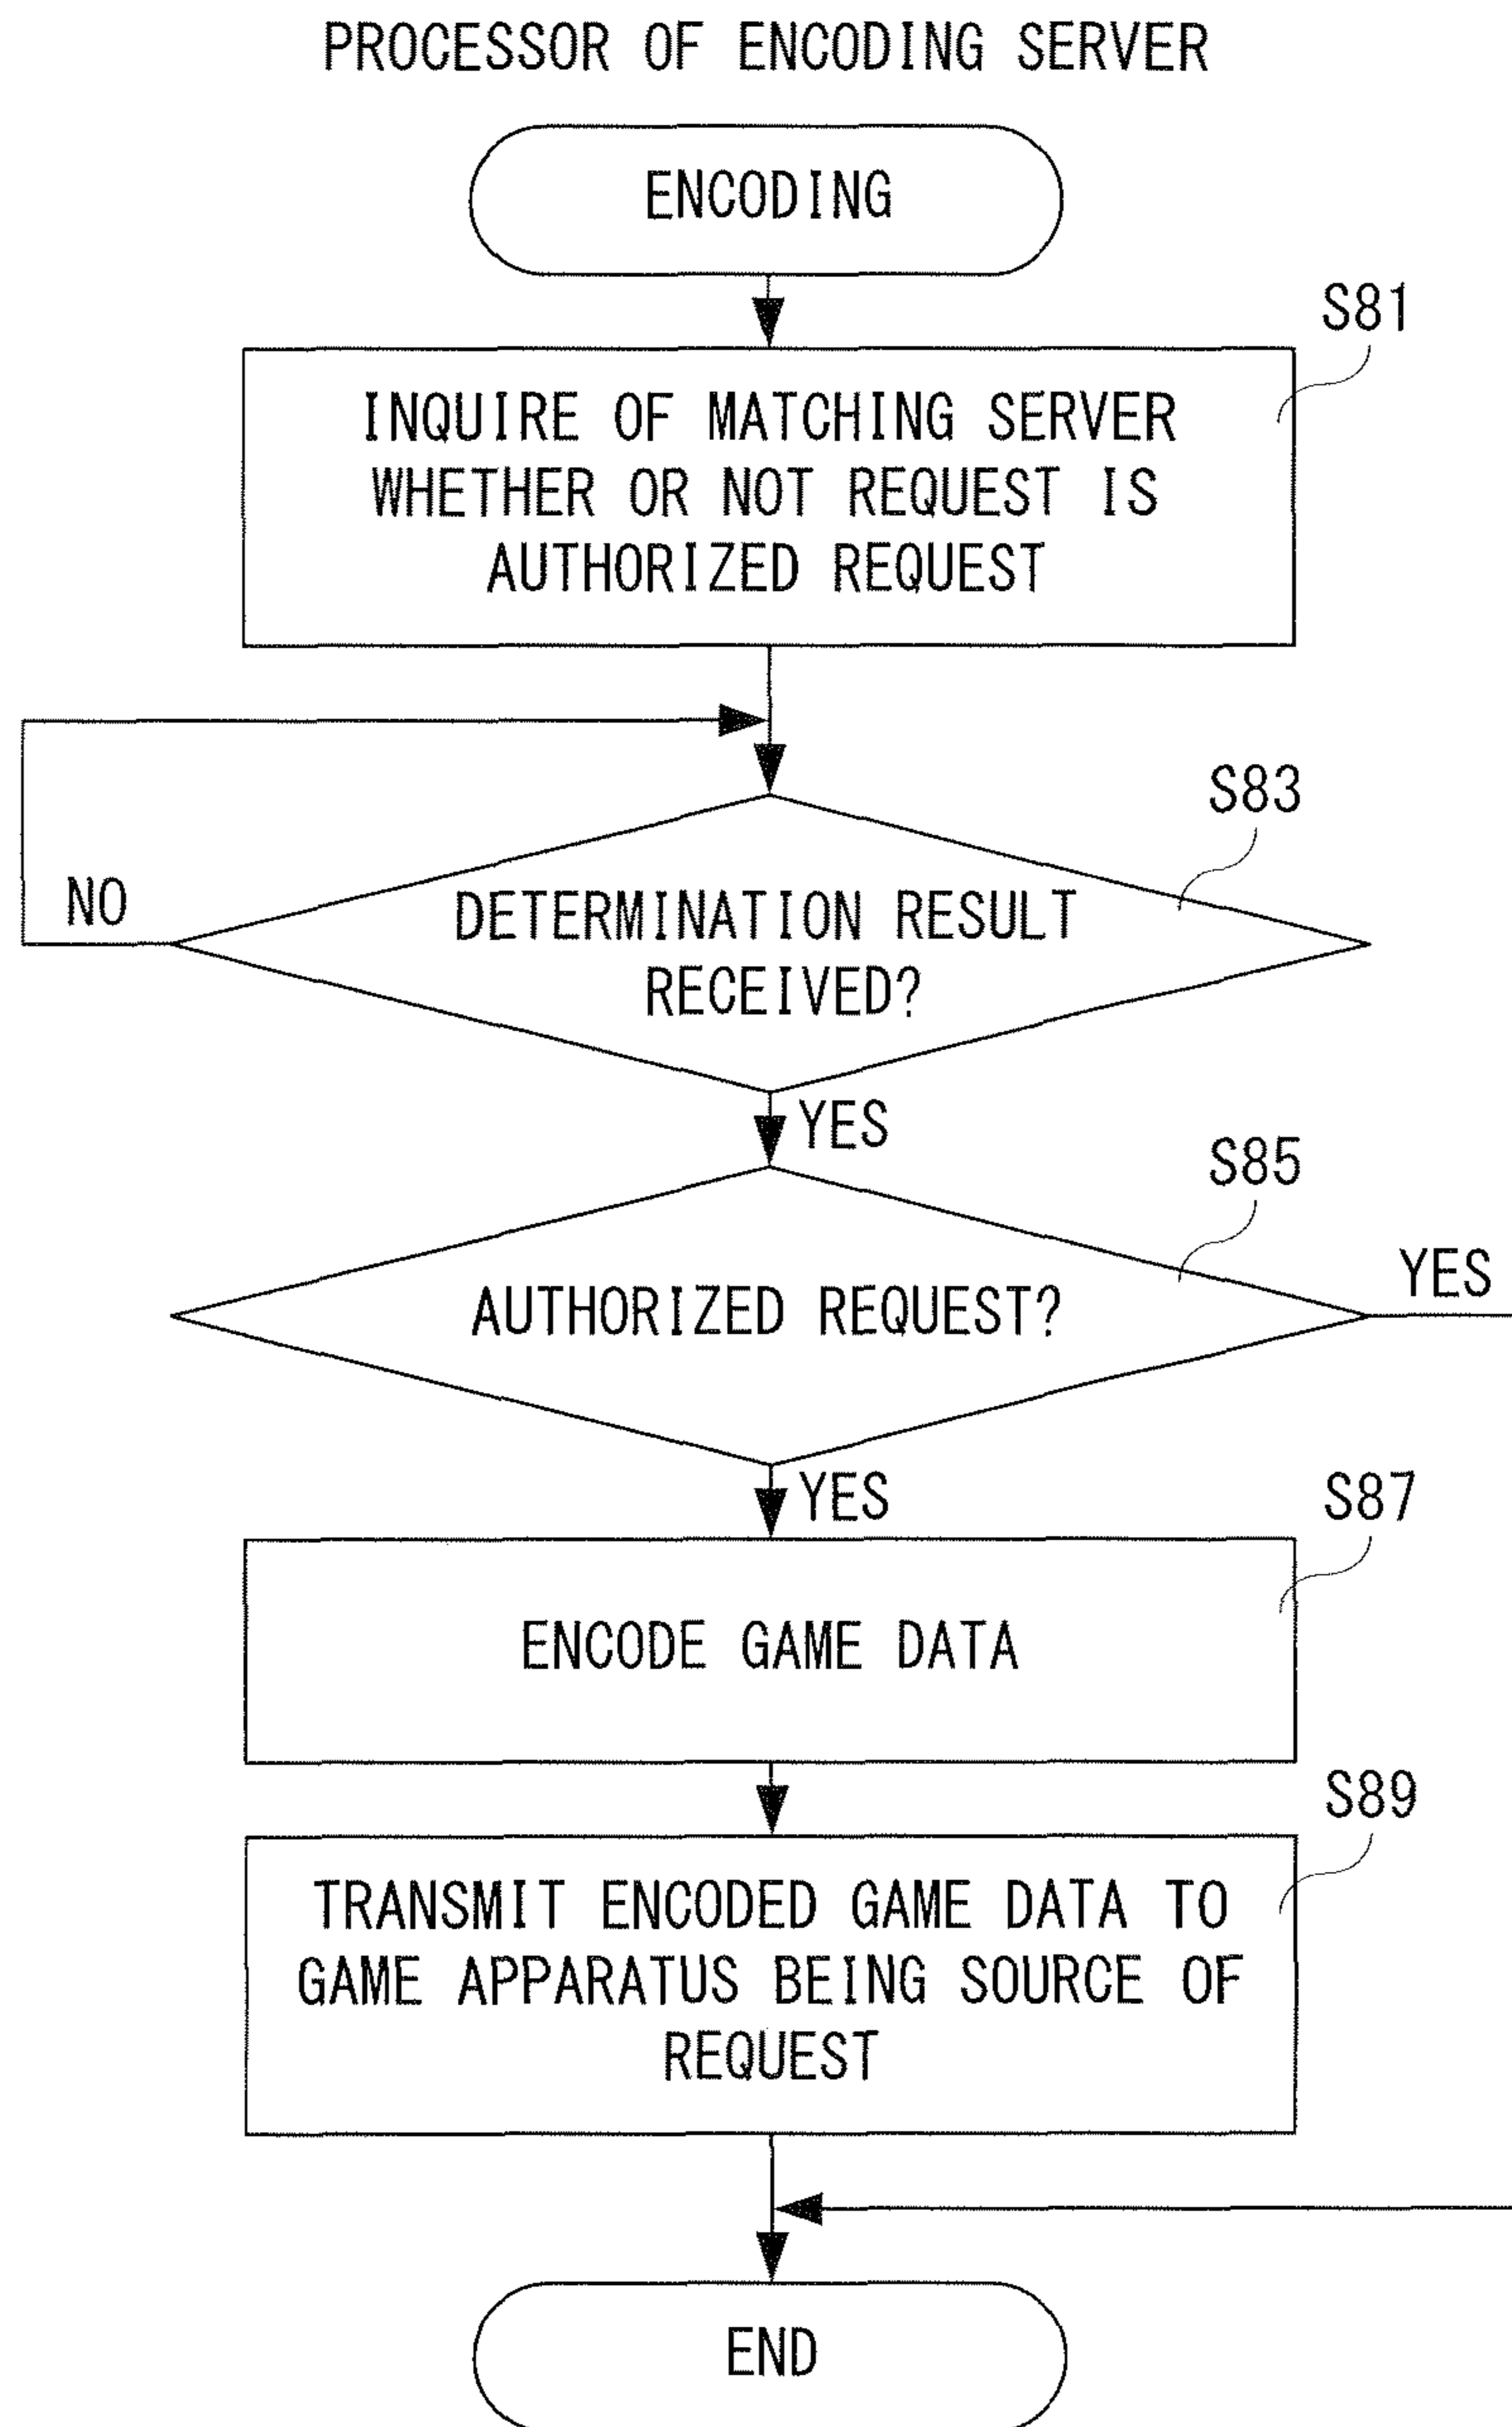 PROCESSOR OF ENCODING SERVER
ENCODING
S81
INQUIRE OF MATCHING SERVER
WHETHER OR NOT REQUEST IS
AUTHORIZED REQUEST
S83
NO
DETERMINATION RESULT
RECEIVED?
YES
S85
YES
AUTHORIZED REQUEST?
YES
S87
ENCODE GAME DATA
S89
TRANSMIT ENCODED GAME DATA TO
GAME APPARATUS BEING SOURCE OF
REQUEST
END